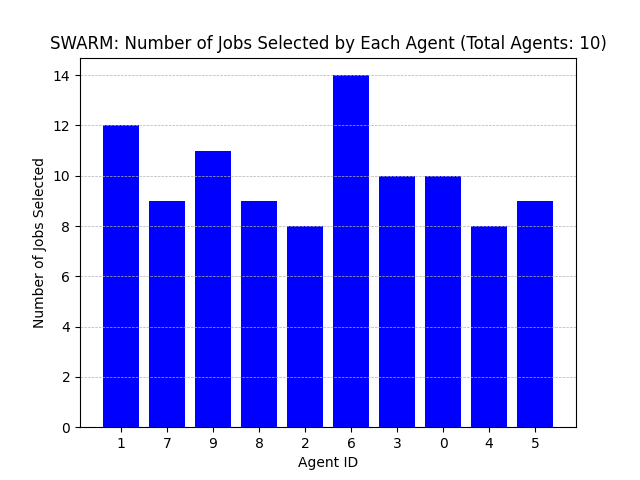 SWARM: Number of Jobs Selected by Each Agent (Total Agents: 10)
Number of Jobs Selected
14
12
10
8
6
4
2
0
1 7 9 8 2 6 3 0 4 5
Agent ID